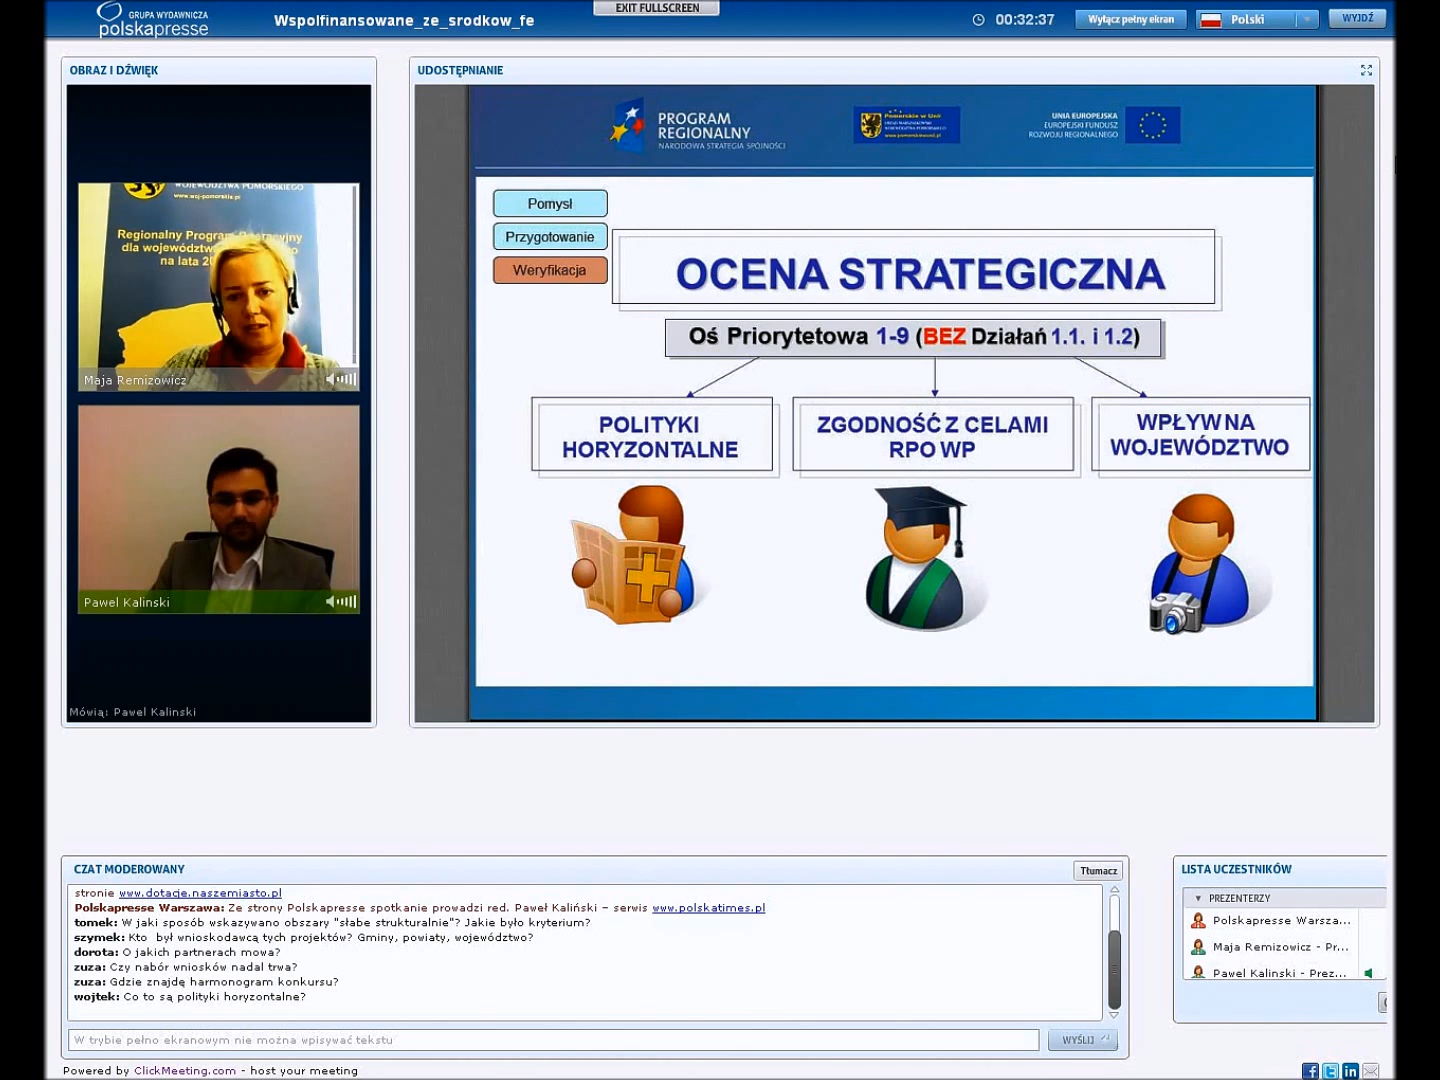 GRUPA WYDAWNICZA
polskapresse
Wspolfinansowane_ze_srodkow_fe
EXIT FULLSCREEN
00:32:37
Wyłącz pełny ekran
Polski
WYJDŹ
OBRAZ I DŹWIĘK
WOJEWÓDZTWA POMORSKIEGO
Regionalny Program
dla województw
na lata 20
Maja Remizowicz
Pawel Kalinski
Mówią: Pawel Kalinski
UDOSTĘPNIANIE
PROGRAM
REGIONALNY
NARODOWA STRATEGIA SPÓJNOŚCI
Pomorskie w Unii
UNIA EUROPEJSKA
EUROPEJSKI FUNDUSZ
ROZWOJU REGIONALNEGO
Pomysł
Przygotowanie
Weryfikacja
OCENA STRATEGICZNA
Oś Priorytetowa 1-9 (BEZ Działań 1.1. i 1.2)
POLITYKI
HORYZONTALNE
ZGODNOŚĆ Z CELAMI
RPO WP
WPŁYW NA
WOJEWÓDZTWO
CZAT MODEROWANY
Tłumacz
stronie www.dotacje.naszemiasto.pl
Polskapresse Warszawa: Ze strony Polskapresse spotkanie prowadzi red. Paweł Kaliński – serwis www.polskatimes.pl
tomek: W jaki sposób wskazywano obszary "słabe strukturalnie"? Jakie było kryterium?
szymek: Kto był wnioskodawcą tych projektów? Gminy, powiaty, województwo?
dorota: O jakich partnerach mowa?
zuza: Czy nabór wniosków nadal trwa?
zuza: Gdzie znajdę harmonogram konkursu?
wojtek: Co to są polityki horyzontalne?
W trybie pełno ekranowym nie można wpisywać tekstu
WYŚLIJ
LISTA UCZESTNIKÓW
PREZENTERZY
Polskapresse Warsza...
Maja Remizowicz - Pr...
Pawel Kalinski - Prez...
Powered by ClickMeeting.com - host your meeting